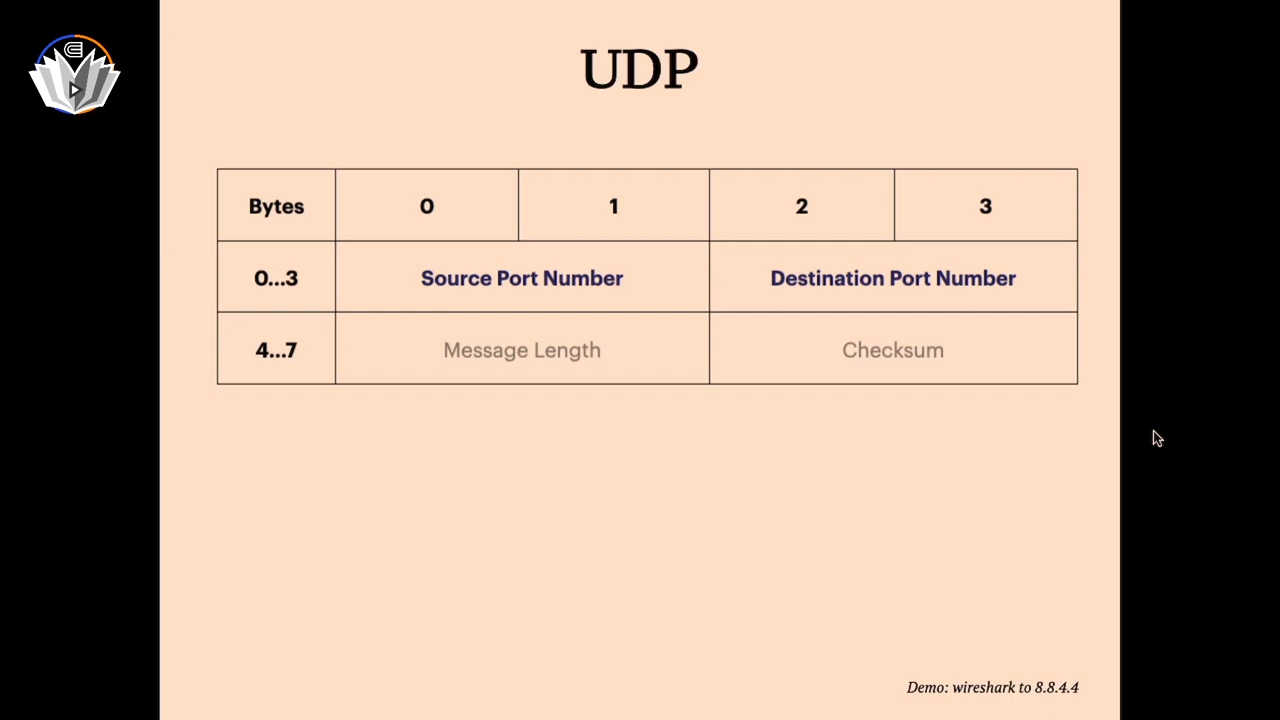 UDP
Bytes 0 1 2 3
0...3 Source Port Number Destination Port Number
4...7 Message Length Checksum
Demo: wireshark to 8.8.4.4